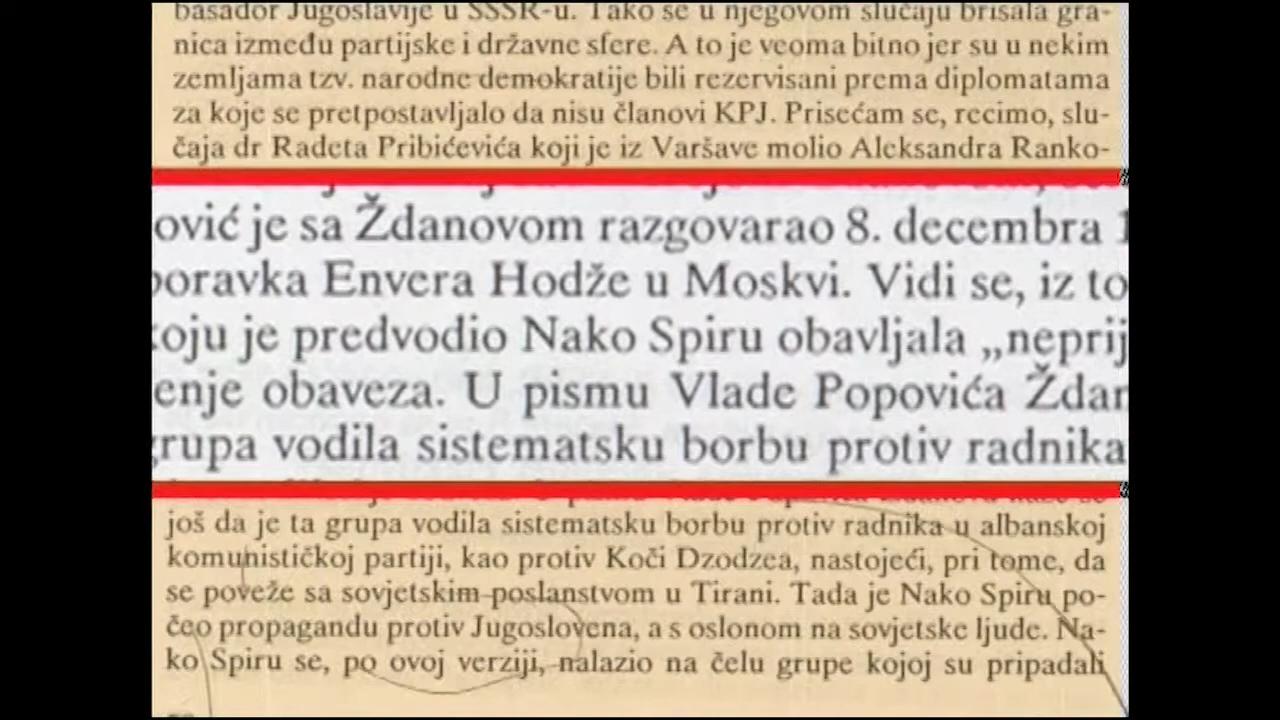 basador Jugoslavije u SSSR-u. Tako se u njegovom slučaju brisala gra-
nica između partijske i državne sfere. A to je veoma bitno jer su u nekim
zemljama tzv. narodne demokratije bili rezervisani prema diplomatama
za koje se pretpostavljalo da nisu članovi KPJ. Prisećam se, recimo, slu-
čaja dr Radeta Pribićevića koji je iz Varšave molio Aleksandra Ranko-
ović je sa Ždanovom razgovarao 8. decembra 1
boravka Envera Hodže u Moskvi. Vidi se, iz to
koju je predvodio Nako Spiru obavljala „neprij
enje obaveza. U pismu Vlade Popovića Ždan
grupa vodila sistematsku borbu protiv radnika
još da je ta grupa vodila sistematsku borbu protiv radnika u albanskoj
komunističkoj partiji, kao protiv Koči Dzodzea, nastojeći, pri tome, da
se poveže sa sovjetskim poslanstvom u Tirani. Tada je Nako Spiru po-
čeo propagandu protiv Jugoslovena, a s oslonom na sovjetske ljude. Na-
ko Spiru se, po ovoj verziji, nalazio na čelu grupe kojoj su pripadali